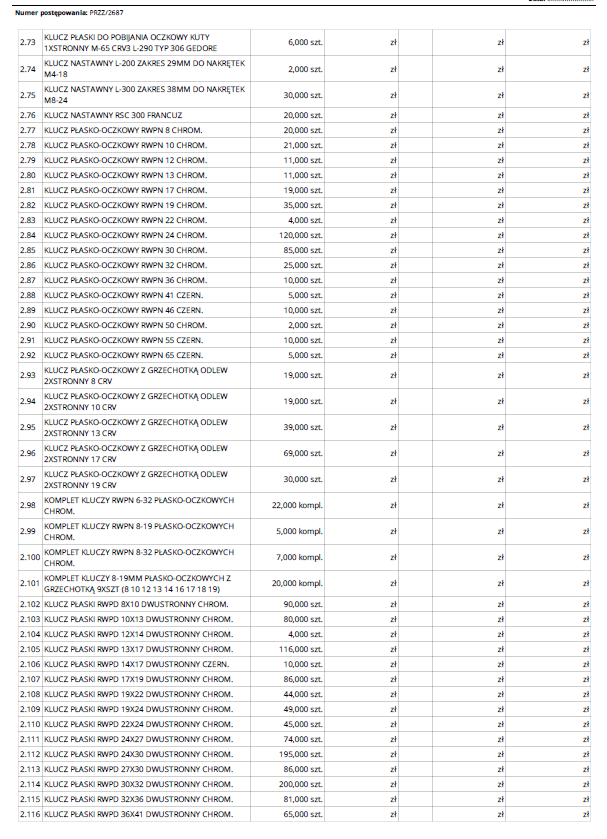 Numer postępowania: PRZZ/2687
2.73 KLUCZ PŁASKI DO POBIJANIA OCZKOWY KUTY 6,000 szt. zł zł zł
1XSTRONNY M-65 CRV3 L-290 TYP 306 GEDORE
2.74 KLUCZ NASTAWNY L-200 ZAKRES 29MM DO NAKRĘTEK 2,000 szt. zł zł zł
M4-18
2.75 KLUCZ NASTAWNY L-300 ZAKRES 38MM DO NAKRĘTEK 30,000 szt. zł zł zł
M8-24
2.76 KLUCZ NASTAWNY RSC 300 FRANCUZ 20,000 szt. zł zł zł
2.77 KLUCZ PŁASKO-OCZKOWY RWPN 8 CHROM. 20,000 szt. zł zł zł
2.78 KLUCZ PŁASKO-OCZKOWY RWPN 10 CHROM. 21,000 szt. zł zł zł
2.79 KLUCZ PŁASKO-OCZKOWY RWPN 12 CHROM. 11,000 szt. zł zł zł
2.80 KLUCZ PŁASKO-OCZKOWY RWPN 13 CHROM. 11,000 szt. zł zł zł
2.81 KLUCZ PŁASKO-OCZKOWY RWPN 17 CHROM. 19,000 szt. zł zł zł
2.82 KLUCZ PŁASKO-OCZKOWY RWPN 19 CHROM. 35,000 szt. zł zł zł
2.83 KLUCZ PŁASKO-OCZKOWY RWPN 22 CHROM. 4,000 szt. zł zł zł
2.84 KLUCZ PŁASKO-OCZKOWY RWPN 24 CHROM. 120,000 szt. zł zł zł
2.85 KLUCZ PŁASKO-OCZKOWY RWPN 30 CHROM. 85,000 szt. zł zł zł
2.86 KLUCZ PŁASKO-OCZKOWY RWPN 32 CHROM. 25,000 szt. zł zł zł
2.87 KLUCZ PŁASKO-OCZKOWY RWPN 36 CHROM. 10,000 szt. zł zł zł
2.88 KLUCZ PŁASKO-OCZKOWY RWPN 41 CZERN. 5,000 szt. zł zł zł
2.89 KLUCZ PŁASKO-OCZKOWY RWPN 46 CZERN. 10,000 szt. zł zł zł
2.90 KLUCZ PŁASKO-OCZKOWY RWPN 50 CHROM. 2,000 szt. zł zł zł
2.91 KLUCZ PŁASKO-OCZKOWY RWPN 55 CZERN. 10,000 szt. zł zł zł
2.92 KLUCZ PŁASKO-OCZKOWY RWPN 65 CZERN. 5,000 szt. zł zł zł
2.93 KLUCZ PŁASKO-OCZKOWY Z GRZECHOTKĄ ODLEW 19,000 szt. zł zł zł
2XSTRONNY 8 CRV
2.94 KLUCZ PŁASKO-OCZKOWY Z GRZECHOTKĄ ODLEW 19,000 szt. zł zł zł
2XSTRONNY 10 CRV
2.95 KLUCZ PŁASKO-OCZKOWY Z GRZECHOTKĄ ODLEW 39,000 szt. zł zł zł
2XSTRONNY 13 CRV
2.96 KLUCZ PŁASKO-OCZKOWY Z GRZECHOTKĄ ODLEW 69,000 szt. zł zł zł
2XSTRONNY 17 CRV
2.97 KLUCZ PŁASKO-OCZKOWY Z GRZECHOTKĄ ODLEW 30,000 szt. zł zł zł
2XSTRONNY 19 CRV
2.98 KOMPLET KLUCZY RWPN 6-32 PŁASKO-OCZKOWYCH 22,000 kompl. zł zł zł
CHROM.
2.99 KOMPLET KLUCZY RWPN 8-19 PŁASKO-OCZKOWYCH 5,000 kompl. zł zł zł
CHROM.
2.100 KOMPLET KLUCZY RWPN 8-32 PŁASKO-OCZKOWYCH 7,000 kompl. zł zł zł
CHROM.
2.101 KOMPLET KLUCZY 8-19MM PŁASKO-OCZKOWYCH Z 20,000 kompl. zł zł zł
GRZECHOTKĄ 9XSZT (8 10 12 13 14 16 17 18 19)
2.102 KLUCZ PŁASKI RWPD 8X10 DWUSTRONNY CHROM. 90,000 szt. zł zł zł
2.103 KLUCZ PŁASKI RWPD 10X13 DWUSTRONNY CHROM. 80,000 szt. zł zł zł
2.104 KLUCZ PŁASKI RWPD 12X14 DWUSTRONNY CHROM. 4,000 szt. zł zł zł
2.105 KLUCZ PŁASKI RWPD 13X17 DWUSTRONNY CHROM. 116,000 szt. zł zł zł
2.106 KLUCZ PŁASKI RWPD 14X17 DWUSTRONNY CZERN. 10,000 szt. zł zł zł
2.107 KLUCZ PŁASKI RWPD 17X19 DWUSTRONNY CHROM. 86,000 szt. zł zł zł
2.108 KLUCZ PŁASKI RWPD 19X22 DWUSTRONNY CHROM. 44,000 szt. zł zł zł
2.109 KLUCZ PŁASKI RWPD 19X24 DWUSTRONNY CHROM. 49,000 szt. zł zł zł
2.110 KLUCZ PŁASKI RWPD 22X24 DWUSTRONNY CHROM. 45,000 szt. zł zł zł
2.111 KLUCZ PŁASKI RWPD 24X27 DWUSTRONNY CHROM. 74,000 szt. zł zł zł
2.112 KLUCZ PŁASKI RWPD 24X30 DWUSTRONNY CHROM. 195,000 szt. zł zł zł
2.113 KLUCZ PŁASKI RWPD 27X30 DWUSTRONNY CHROM. 86,000 szt. zł zł zł
2.114 KLUCZ PŁASKI RWPD 30X32 DWUSTRONNY CHROM. 200,000 szt. zł zł zł
2.115 KLUCZ PŁASKI RWPD 32X36 DWUSTRONNY CHROM. 81,000 szt. zł zł zł
2.116 KLUCZ PŁASKI RWPD 36X41 DWUSTRONNY CHROM. 65,000 szt. zł zł zł